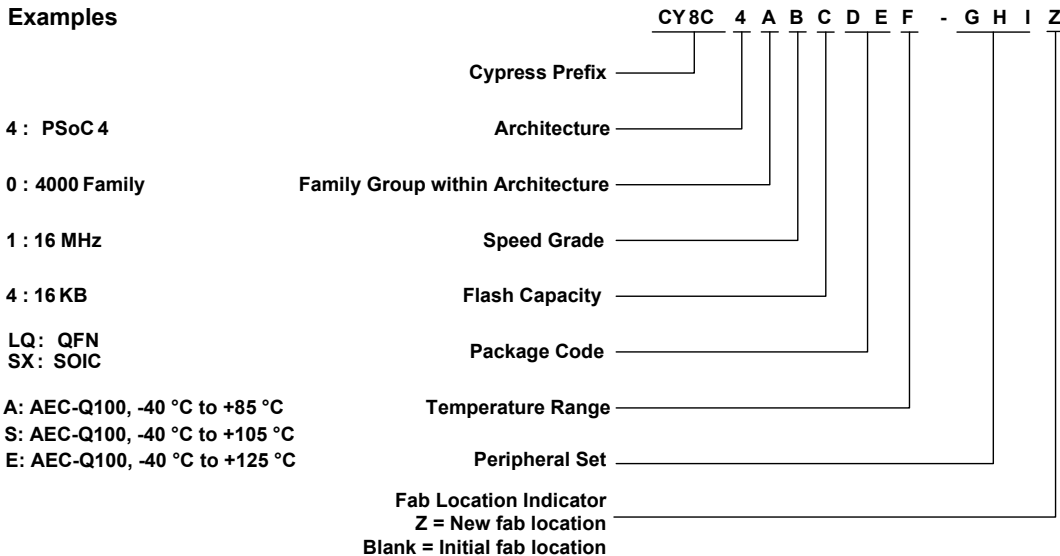 Examples
CY8C 4 A B C D E F - G H I Z
Cypress Prefix
4 : PSoC 4
Architecture
0 : 4000 Family
Family Group within Architecture
1 : 16 MHz
Speed Grade
4 : 16 KB
Flash Capacity
LQ: QFN
SX: SOIC
Package Code
A: AEC-Q100, -40 °C to +85 °C
Temperature Range
S: AEC-Q100, -40 °C to +105 °C
E: AEC-Q100, -40 °C to +125 °C
Peripheral Set
Fab Location Indicator
Z = New fab location
Blank = Initial fab location